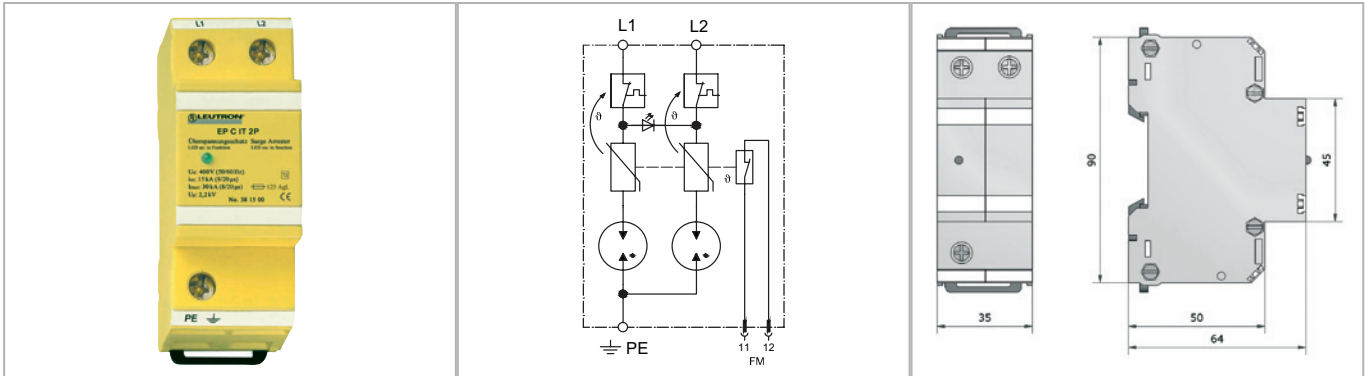 L1 L2
LEUTRON
EP C IT 2P
Überspannungsschutz Surge Arrester
LED an: in Funktion LED on: in function
Uc: 400V (50/60Hz)
isn: 15kA (8/20µs)
imax: 30kA (8/20µs) 125 AgL
Up: 2,2kV
No. 38 15 00 CE
PE
L1 L2
ϑ ϑ
ϑ
PE
11 12
FM
35
90
45
50
64